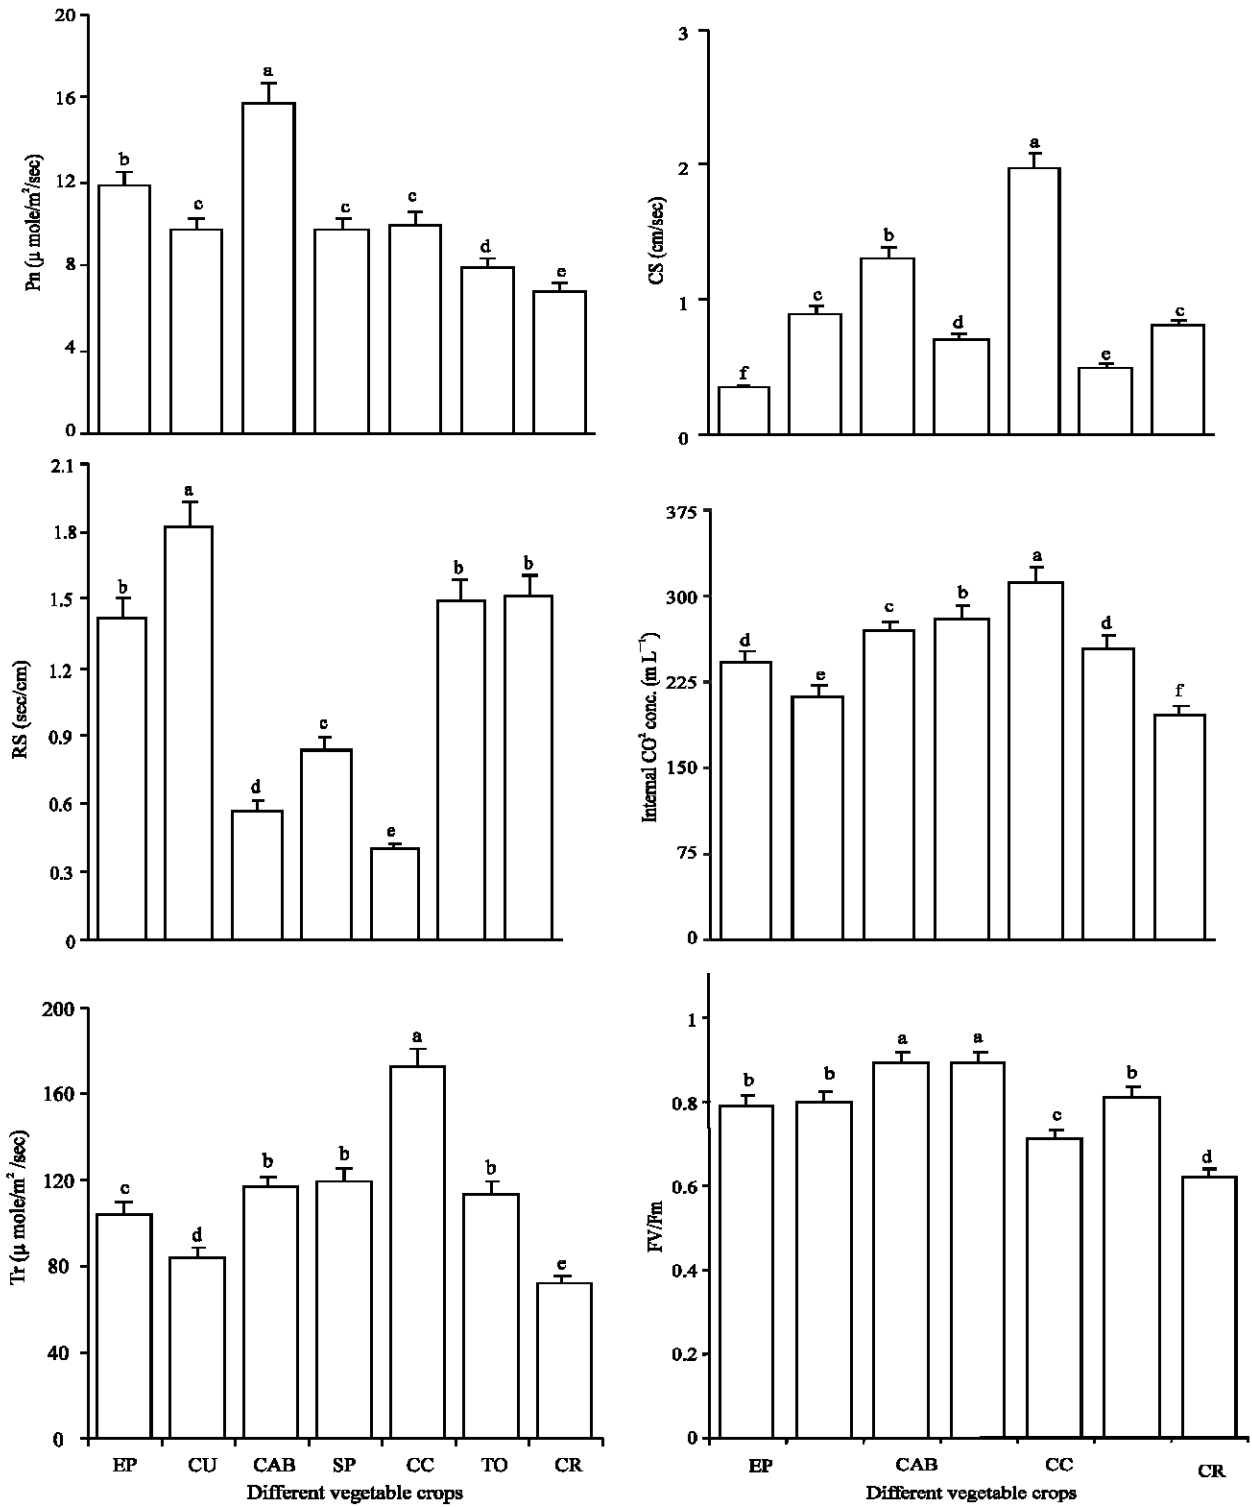 20
16
12
8
4
0
Pn (µ mole/m²/sec)
b
c
a
c
c
d
e
3
2
1
0
CS (cm/sec)
f
c
b
d
a
e
c
2.1
1.8
1.5
1.2
0.9
0.6
0.3
0
RS (sec/cm)
b
a
d
c
e
b
b
375
300
225
150
75
0
Internal CO² conc. (m L⁻¹)
d
e
c
b
a
d
f
200
160
120
80
40
0
Tr (µ mole/m² /sec)
c
d
b
b
a
b
e
EP CU CAB SP CC TO CR
Different vegetable crops
1
0.8
0.6
0.4
0.2
0
FV/Fm
b
b
a
a
c
b
d
EP CAB CC CR
Different vegetable crops